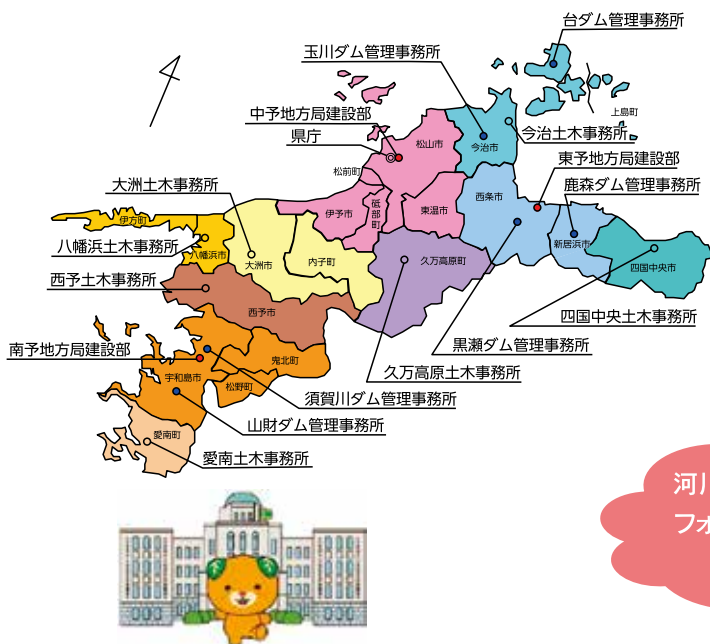 台ダム管理事務所
玉川ダム管理事務所
上島町
中予地方局建設部
県庁
松山市
今治市
今治土木事務所
東予地方局建設部
松前町
大洲土木事務所
西条市
鹿森ダム管理事務所
伊予市
砥部町
東温市
伊方町
新居浜市
八幡浜土木事務所
八幡浜市
大洲市
内子町
久万高原町
四国中央市
西予土木事務所
西予市
四国中央土木事務所
黒瀬ダム管理事務所
南予地方局建設部
鬼北町
久万高原土木事務所
宇和島市
松野町
須賀川ダム管理事務所
山財ダム管理事務所
愛南町
愛南土木事務所
河川
フォ